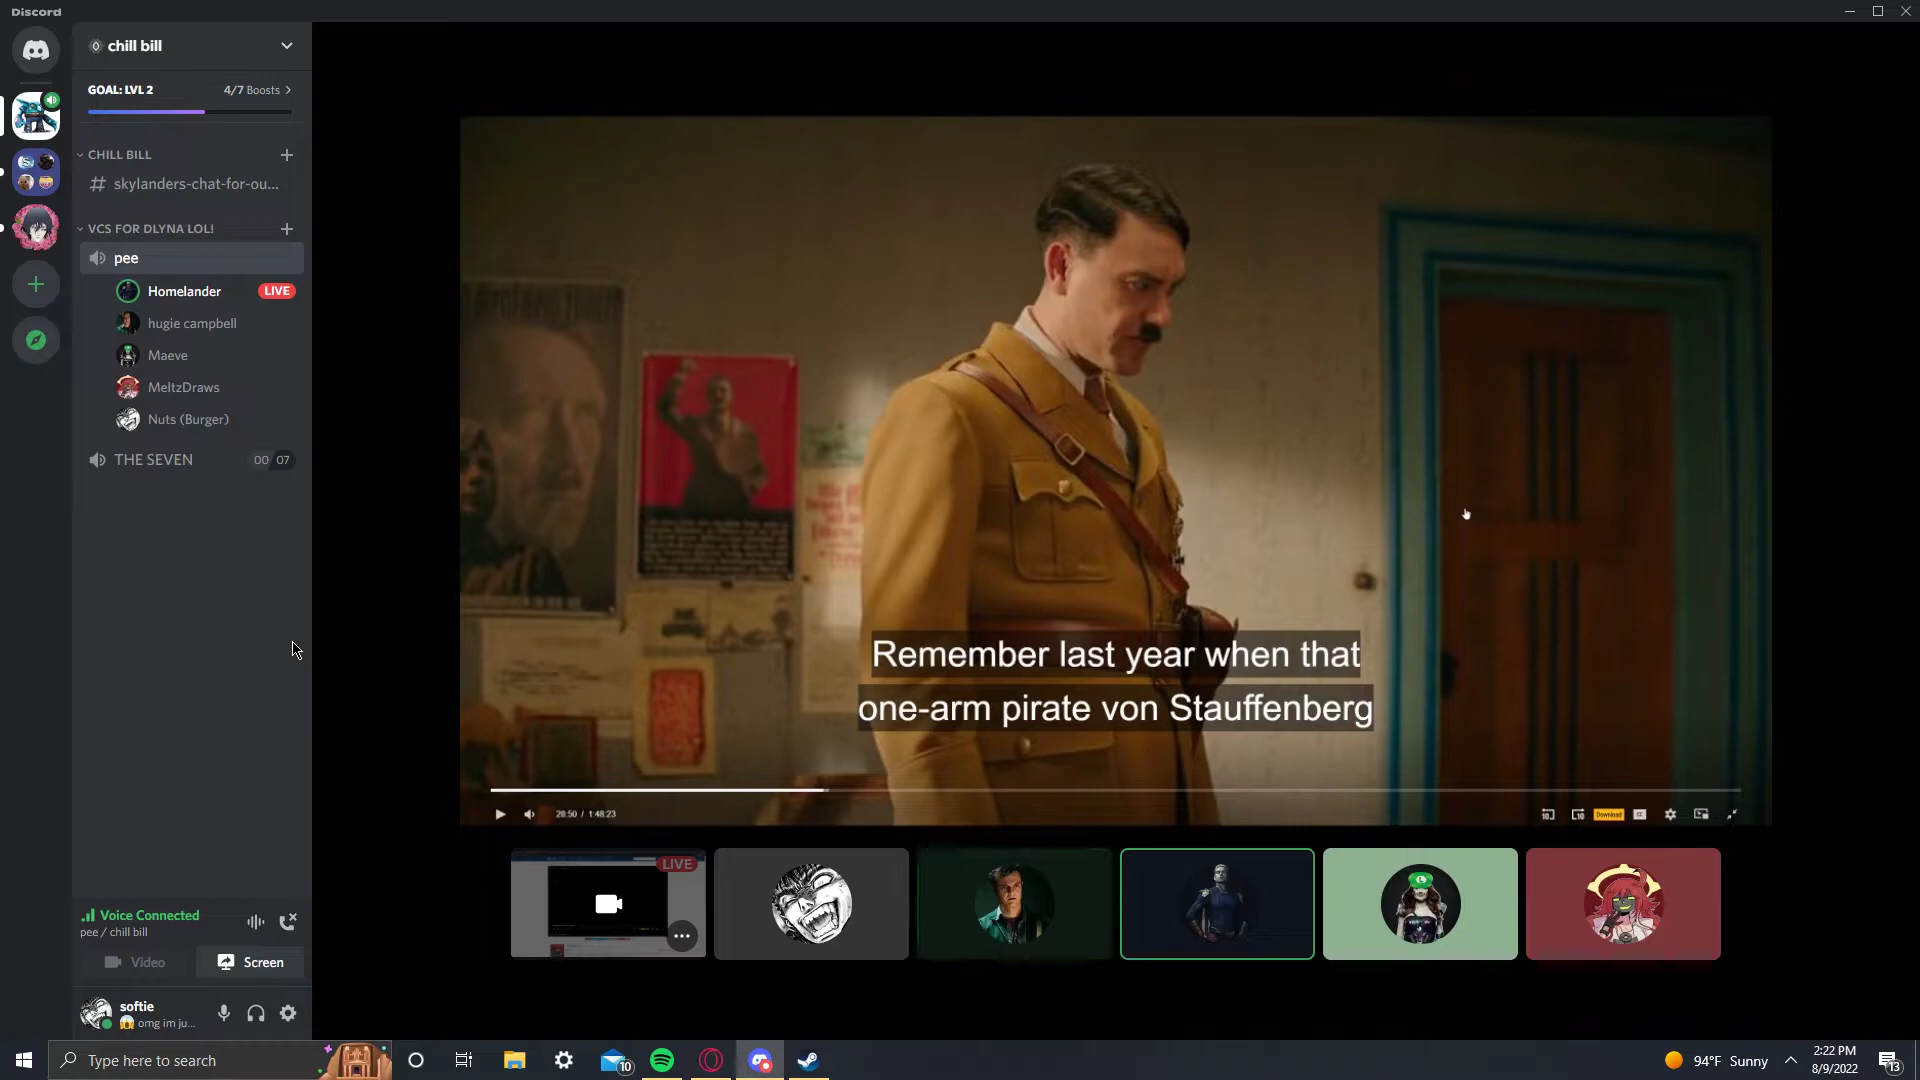 Discord
chill bill
GOAL: LVL 2
4/7 Boosts
CHILL BILL
skylanders-chat-for-ou...
VCS FOR DLYNA LOL!
pee
Homelander
LIVE
hugie campbell
Maeve
MeltzDraws
Nuts (Burger)
THE SEVEN
00 07
Remember last year when that
one-arm pirate von Stauffenberg
28:50 / 1:48:23
Download
LIVE
Voice Connected
pee / chill bill
Video
Screen
softie
omg im ju...
Type here to search
10
94°F Sunny
2:22 PM
8/9/2022
13